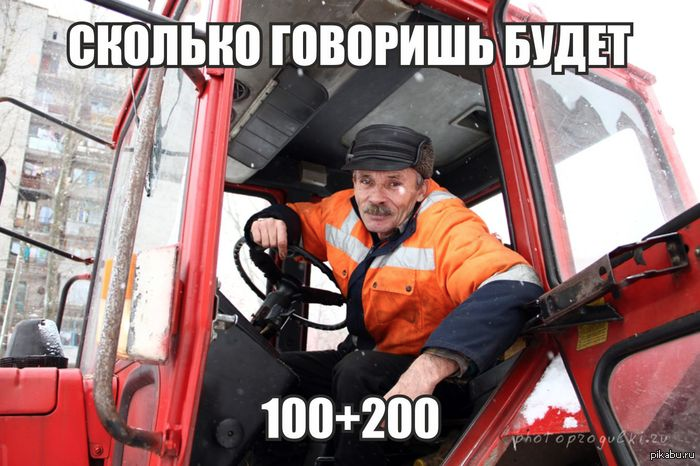 СКОЛЬКО ГОВОРИШЬ БУДЕТ
100+200
photoprogulki.ru
pikabu.ru